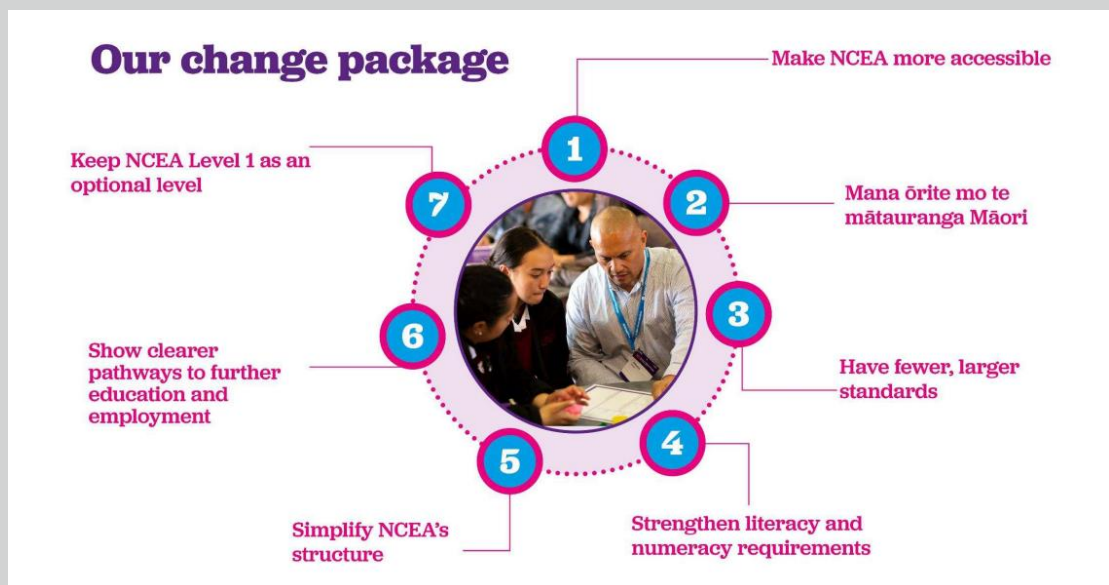 Our change package
1
Make NCEA more accessible
2
Mana ōrite mo te
mātauranga Māori
3
Have fewer, larger
standards
4
Strengthen literacy and
numeracy requirements
5
Simplify NCEA's
structure
6
Show clearer
pathways to further
education and
employment
7
Keep NCEA Level 1 as an
optional level